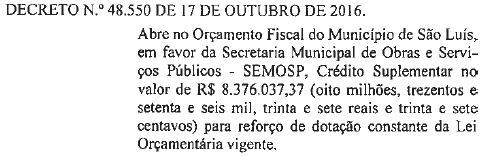 DECRETO N.º 48.550 DE 17 DE OUTUBRO DE 2016.
Abre no Orçamento Fiscal do Município de São Luís,
em favor da Secretaria Municipal de Obras e Servi-
ços Públicos - SEMOSP, Crédito Suplementar no
valor de R$ 8.376.037,37 (oito milhões, trezentos e
setenta e seis mil, trinta e sete reais e trinta e sete
centavos) para reforço de dotação constante da Lei
Orçamentária vigente.